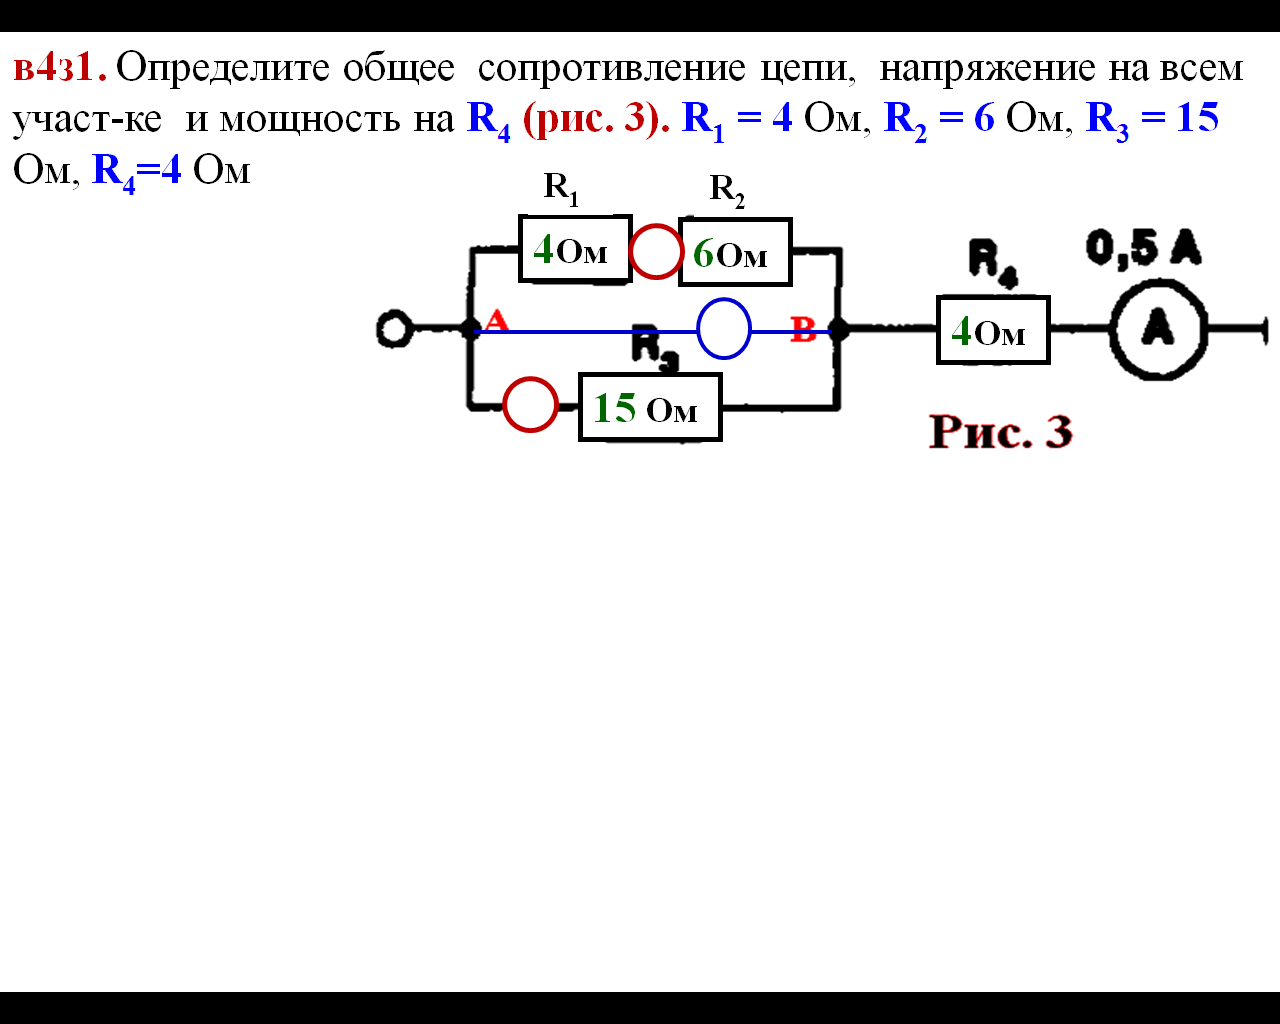 в4з1. Определите общее сопротивление цепи, напряжение на всем
участ-ке и мощность на R₄ (рис. 3). R₁ = 4 Ом, R₂ = 6 Ом, R₃ = 15
Ом, R₄=4 Ом
R₁ R₂
4Ом 6Ом
R₄ 0,5 А
А В
R₃
4Ом А
15 Ом
Рис. 3